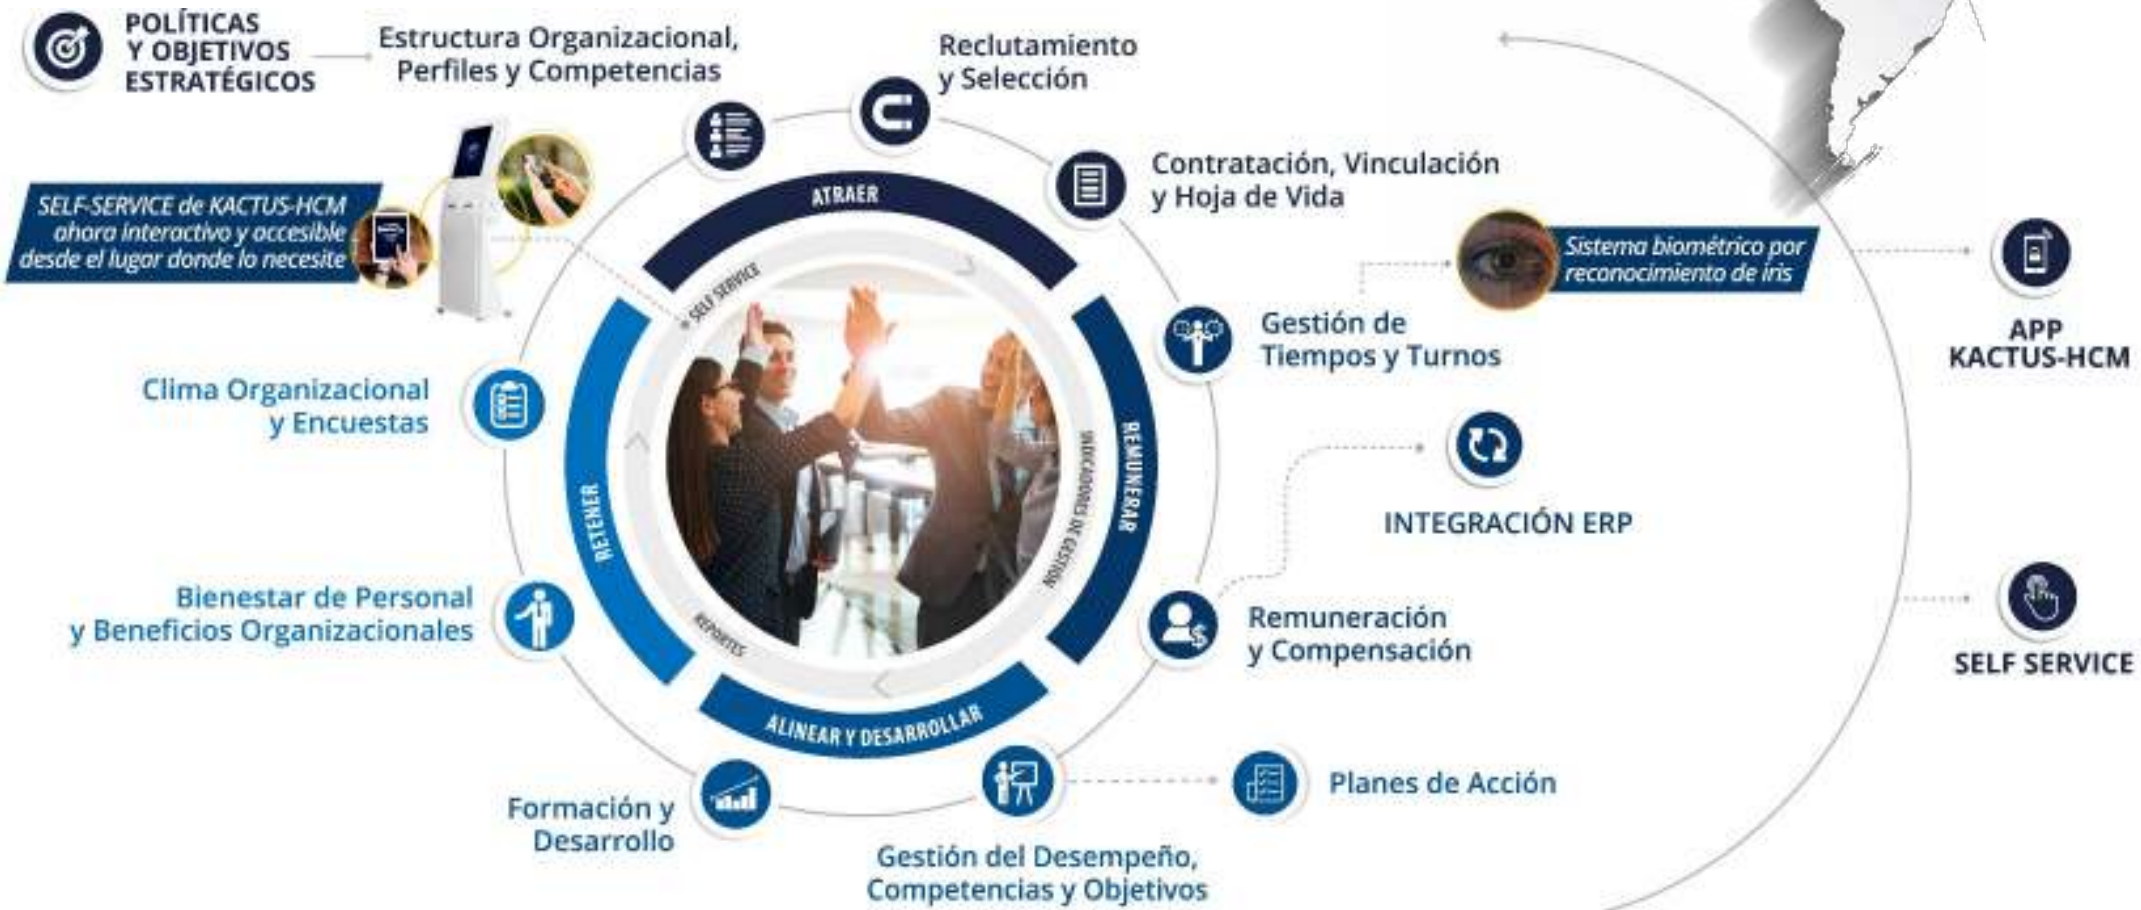 POLÍTICAS
Y OBJETIVOS
ESTRATÉGICOS
Estructura Organizacional,
Perfiles y Competencias
Reclutamiento
y Selección
Contratación, Vinculación
y Hoja de Vida
SELF-SERVICE de KACTUS-HCM
ahora interactivo y accesible
desde el lugar donde lo necesite
ATRAER
SELF SERVICE
Sistema biométrico por
reconocimiento de iris
Gestión de
Tiempos y Turnos
APP
KACTUS-HCM
Clima Organizacional
y Encuestas
RETENER
REMUNERAR
INDICADORES DE GESTIÓN
INTEGRACIÓN ERP
Bienestar de Personal
y Beneficios Organizacionales
REPORTES
Remuneración
y Compensación
SELF SERVICE
ALINEAR Y DESARROLLAR
Formación y
Desarrollo
Gestión del Desempeño,
Competencias y Objetivos
Planes de Acción